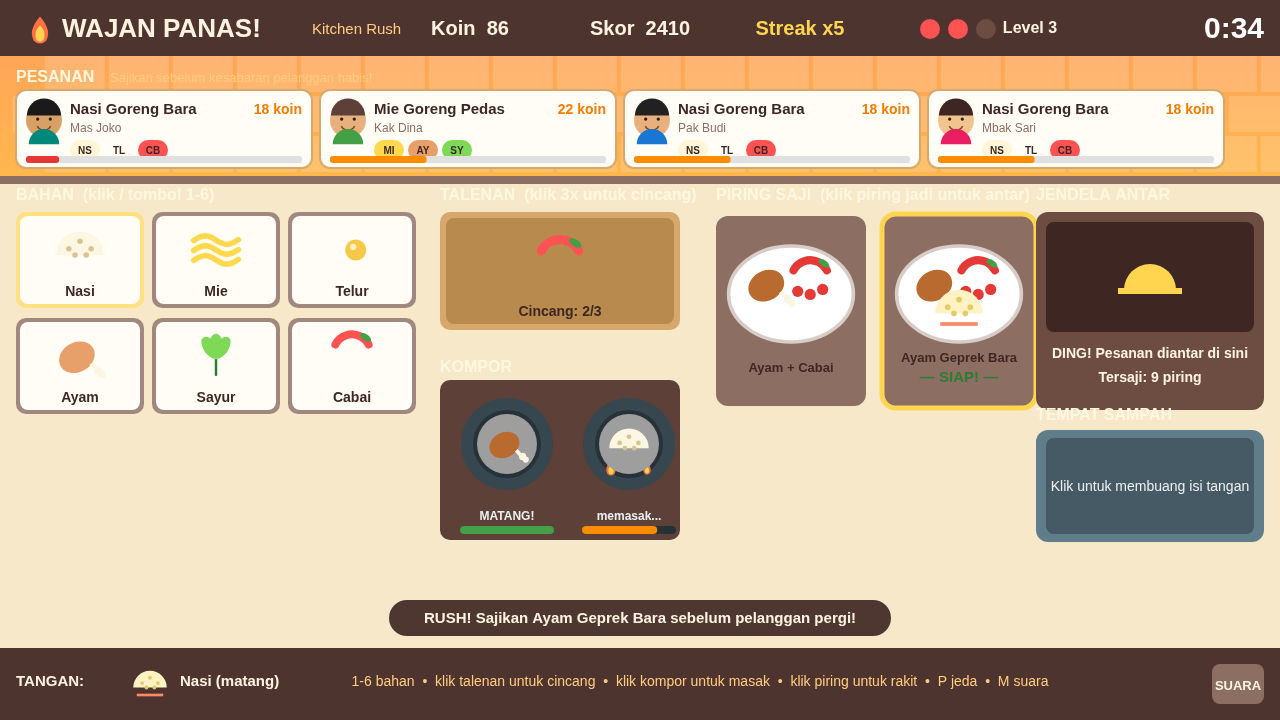 WAJAN PANAS!
Kitchen Rush
Koin 86
Skor 2410
Streak x5
Level 3
0:34
PESANAN
Sajikan sebelum kesabaran pelanggan habis!
Nasi Goreng Bara
18 koin
Mas Joko
NS TL CB
Mie Goreng Pedas
22 koin
Kak Dina
MI AY SY
Nasi Goreng Bara
18 koin
Pak Budi
NS TL CB
Nasi Goreng Bara
18 koin
Mbak Sari
NS TL CB
BAHAN (klik / tombol 1-6)
Nasi
Mie
Telur
Ayam
Sayur
Cabai
TALENAN (klik 3x untuk cincang)
Cincang: 2/3
KOMPOR
MATANG!
memasak...
PIRING SAJI (klik piring jadi untuk antar)
Ayam + Cabai
Ayam Geprek Bara
— SIAP! —
JENDELA ANTAR
DING! Pesanan diantar di sini
Tersaji: 9 piring
TEMPAT SAMPAH
Klik untuk membuang isi tangan
RUSH! Sajikan Ayam Geprek Bara sebelum pelanggan pergi!
TANGAN:
Nasi (matang)
1-6 bahan • klik talenan untuk cincang • klik kompor untuk masak • klik piring untuk rakit • P jeda • M suara
SUARA